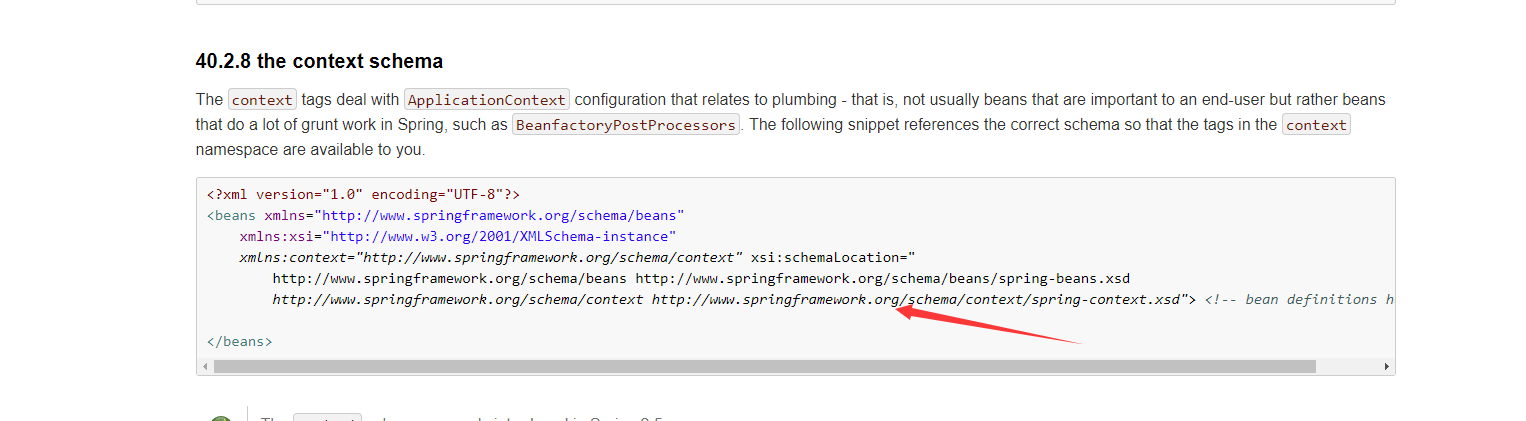 40.2.8 the context schema
The context tags deal with ApplicationContext configuration that relates to plumbing - that is, not usually beans that are important to an end-user but rather beans
that do a lot of grunt work in Spring, such as BeanfactoryPostProcessors. The following snippet references the correct schema so that the tags in the context
namespace are available to you.
<?xml version="1.0" encoding="UTF-8"?>
<beans xmlns="http://www.springframework.org/schema/beans"
    xmlns:xsi="http://www.w3.org/2001/XMLSchema-instance"
    xmlns:context="http://www.springframework.org/schema/context" xsi:schemaLocation="
        http://www.springframework.org/schema/beans http://www.springframework.org/schema/beans/spring-beans.xsd
        http://www.springframework.org/schema/context http://www.springframework.org/schema/context/spring-context.xsd"> <!-- bean definitions h
</beans>